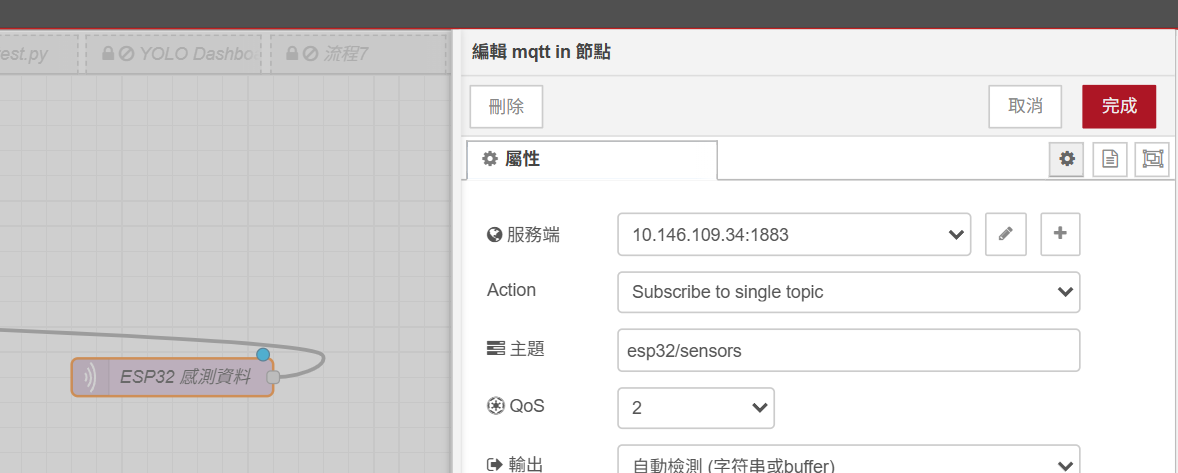 est.py
YOLO Dashbo
流程7
編輯 mqtt in 節點
刪除
取消
完成
屬性
服務端
10.146.109.34:1883
Action
Subscribe to single topic
主題
esp32/sensors
ESP32 感測資料
QoS
2
輸出
自動檢測 (字符串或buffer)